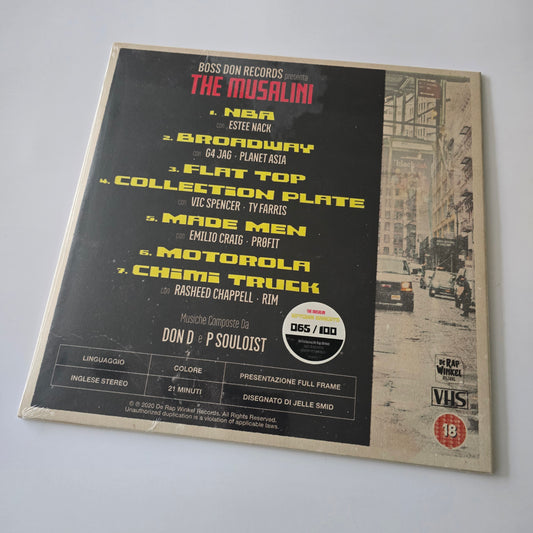 BOSS DON RECORDS presenta
THE MUSALINI
1. NBA
con ESTEE NACK
2. BROADWAY
con G4 JAG · PLANET ASIA
3. FLAT TOP
4. COLLECTION PLATE
con VIC SPENCER · TY FARRIS
5. MADE MEN
con EMILIO CRAIG · PRØFIT
6. MOTOROLA
7. CHIMI TRUCK
con RASHEED CHAPPELL · RIM
Musiche Composte Da
DON D e P SOULOIST
THE MUSALINI
065 / 100
LINGUAGGIO
COLORE
PRESENTAZIONE FULL FRAME
INGLESE STEREO
21 MINUTI
DISEGNATO DI JELLE SMID
℗ © 2020 De Rap Winkel Records, All Rights Reserved.
Unauthorized duplication is a violation of applicable laws.
DE RAP
WINKEL
RECORDS
VHS
18